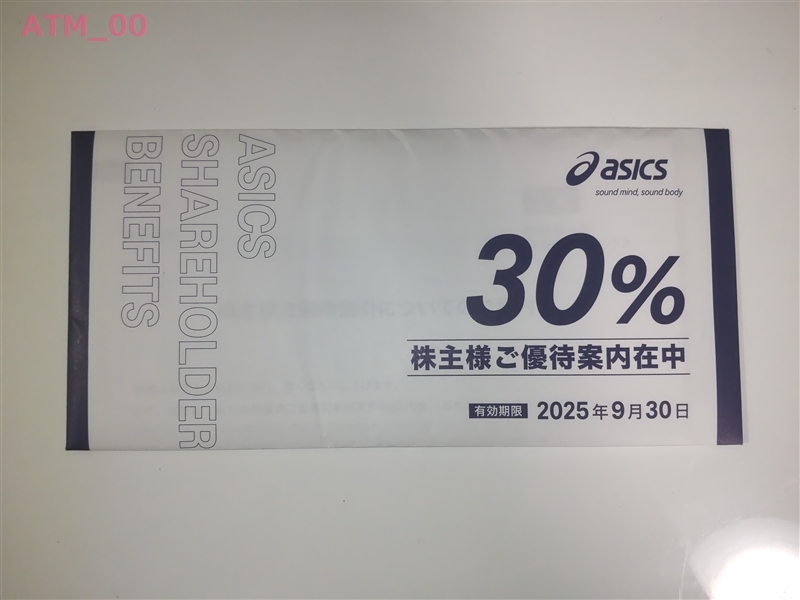 ATM_00
ASICS
SHAREHOLDER
BENEFITS
asics
sound mind, sound body
30%
株主様ご優待案内在中
有効期限 2025年9月30日